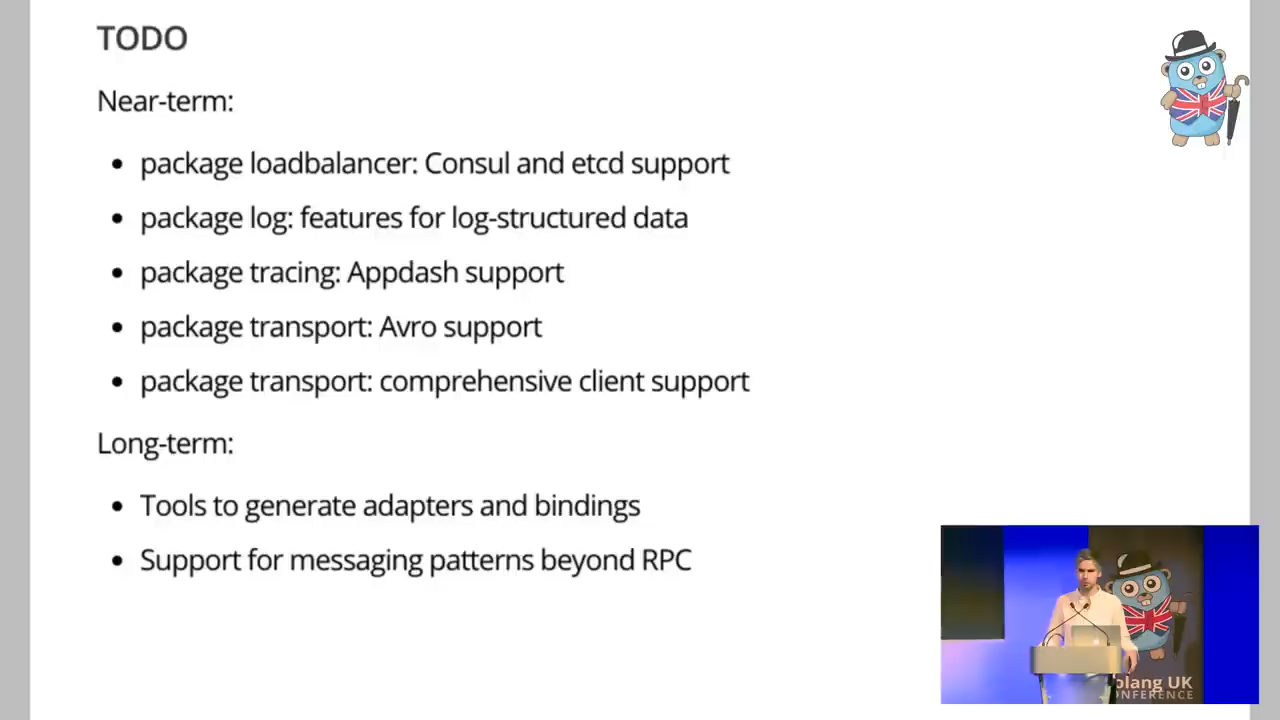 TODO
Near-term:
• package loadbalancer: Consul and etcd support
• package log: features for log-structured data
• package tracing: Appdash support
• package transport: Avro support
• package transport: comprehensive client support
Long-term:
• Tools to generate adapters and bindings
• Support for messaging patterns beyond RPC
olang UK
ONFERENCE